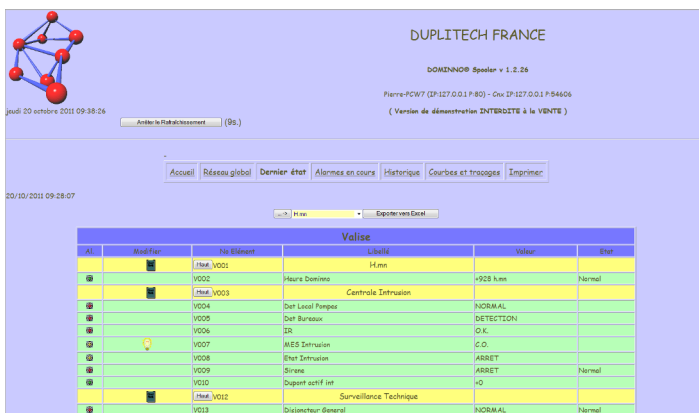 DUPLITECH FRANCE
DOMINNO® Spooler v 1.2.26
Pierre-PCW7 (IP:127.0.0.1 P:80) - Cnx IP:127.0.0.1 P:54606
jeudi 20 octobre 2011 09:38:26
( Version de démonstration INTERDITE à la VENTE )
Arrêter le Rafraîchissement (9s.)
Accueil Réseau global Dernier état Alarmes en cours Historique Courbes et traçages Imprimer
20/10/2011 09:28:07
...-> H.mn Exporter vers Excel
Valise
Al. Modifier No Elément Libellé Valeur Etat
Haut V001 H.mn
V002 Heure Dominno =928 h.mn Normal
Haut V003 Centrale Intrusion
V004 Det Local Pompes NORMAL
V005 Det Bureaux DETECTION
V006 IR O.K.
V007 MES Intrusion C.O.
V008 Etat Intrusion ARRET
V009 Sirene ARRET Normal
V010 Dupont actif int =0
Haut V012 Surveillance Technique
V013 Disjoncteur General NORMAL Normal